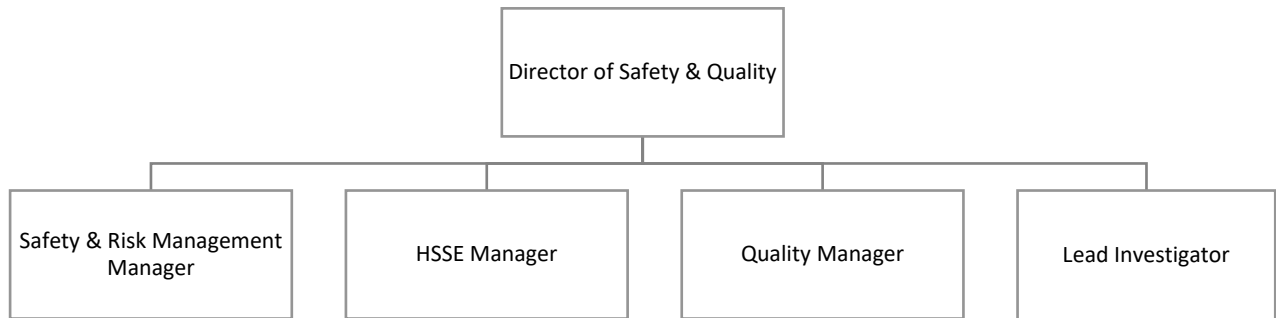 Director of Safety & Quality
Safety & Risk Management
Manager
HSSE Manager
Quality Manager
Lead Investigator